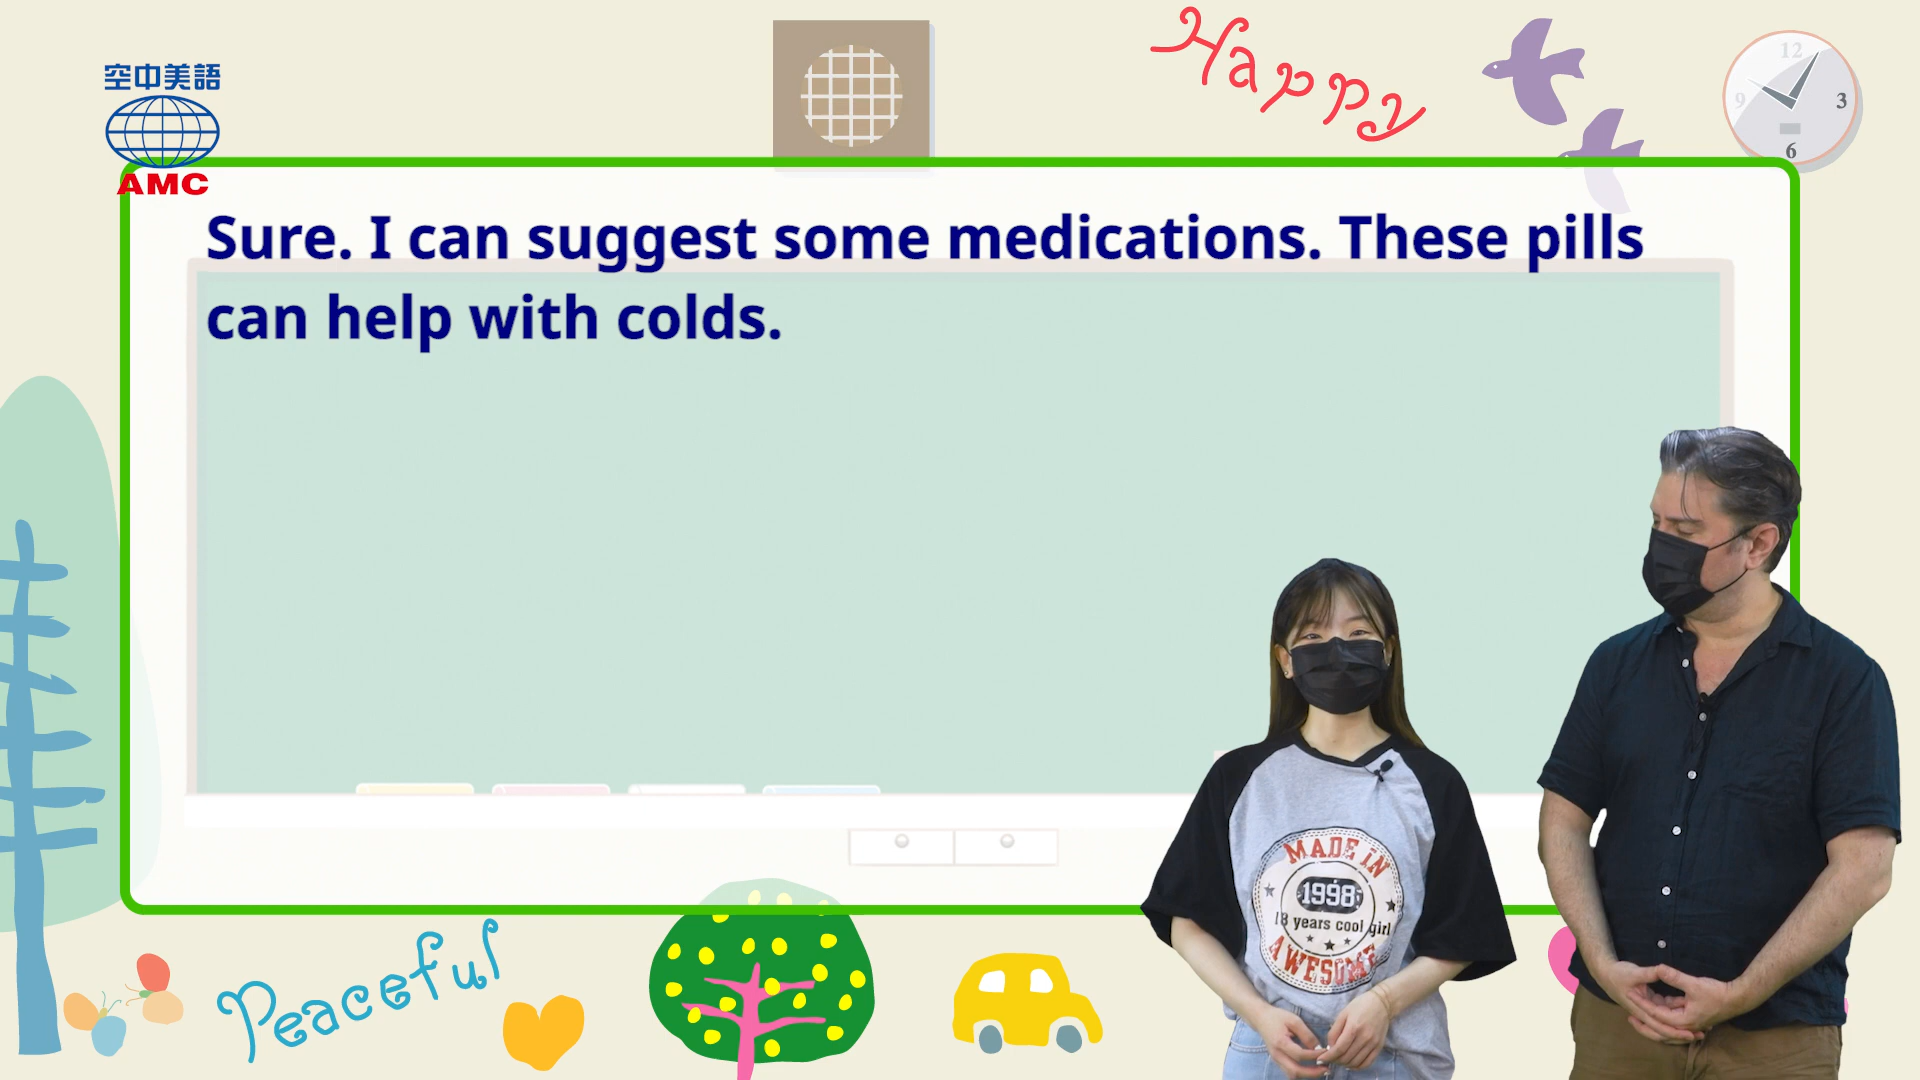 Happy
空中美語
12
9
3
6
AMC
Sure. I can suggest some medications. These pills
can help with colds.
MADE IN
1998
18 years cool girl
AWESOME
Peaceful